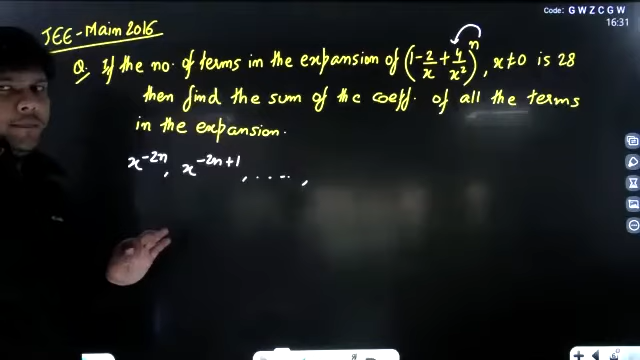 Code: G W Z C G W
16:31
JEE-Main 2016
Q. If the no. of terms in the expansion of (1 - 2/x + 4/x²)^n, x≠0 is 28
then find the sum of the coeff. of all the terms
in the expansion.
x^-2n, x^-2n+1, ....,